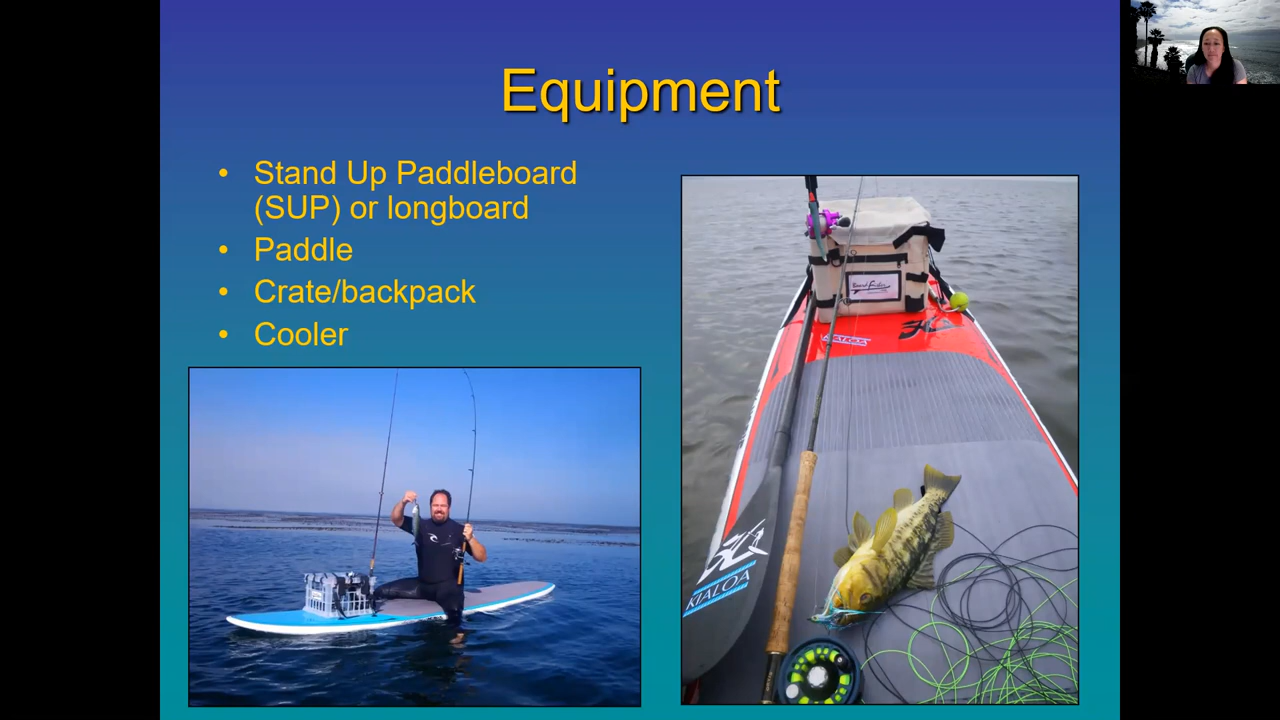 Equipment
• Stand Up Paddleboard
(SUP) or longboard
• Paddle
• Crate/backpack
• Cooler
KIALOA